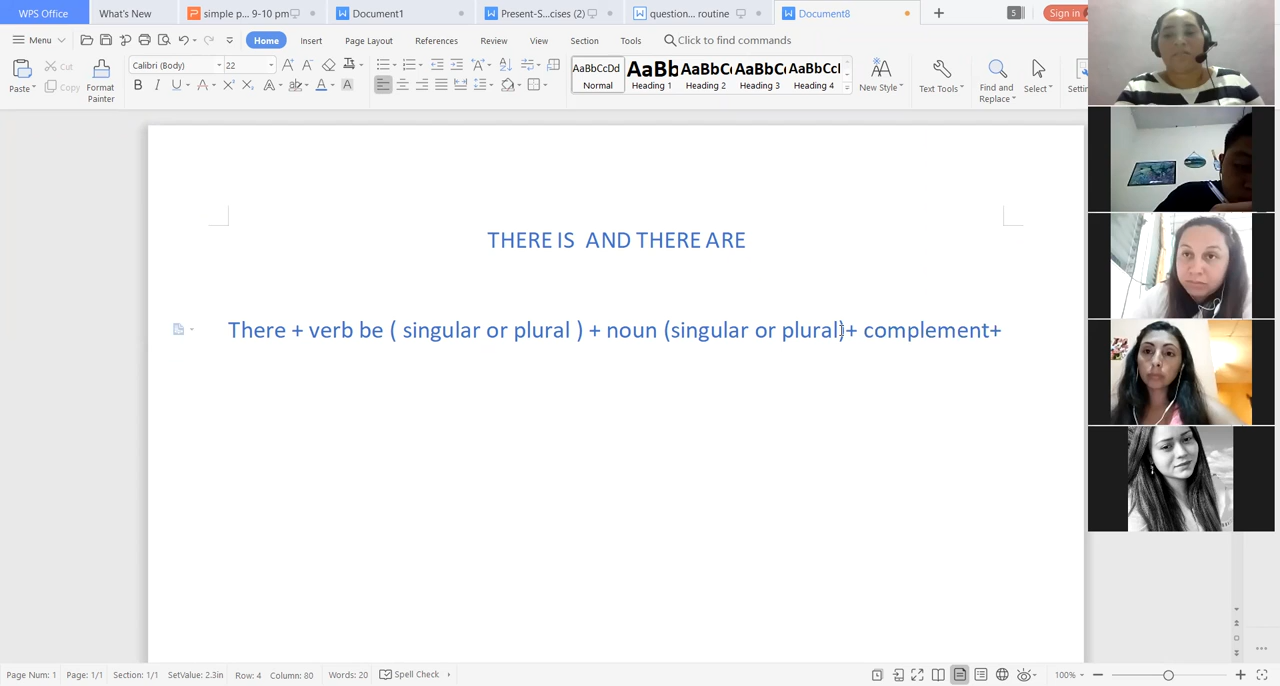 WPS Office
What's New
simple p... 9-10 pm
Document1
Present-S...cises (2)
question... routine
Document8
S
Sign in
Menu
Home
Insert
Page Layout
References
Review
View
Section
Tools
Click to find commands
Paste
Cut
Copy
Format Painter
Calibri (Body)
22
B I U
AaBbCcDd
Normal
AaBb
Heading 1
AaBbC
Heading 2
AaBbC
Heading 3
AaBbCcl
Heading 4
New Style
Text Tools
Find and Replace
Select
THERE IS AND THERE ARE
There + verb be ( singular or plural ) + noun (singular or plural)+ complement+
Page Num: 1 Page: 1/1 Section: 1/1 SetValue: 2.3in Row: 4 Column: 80 Words: 20 Spell Check
100%